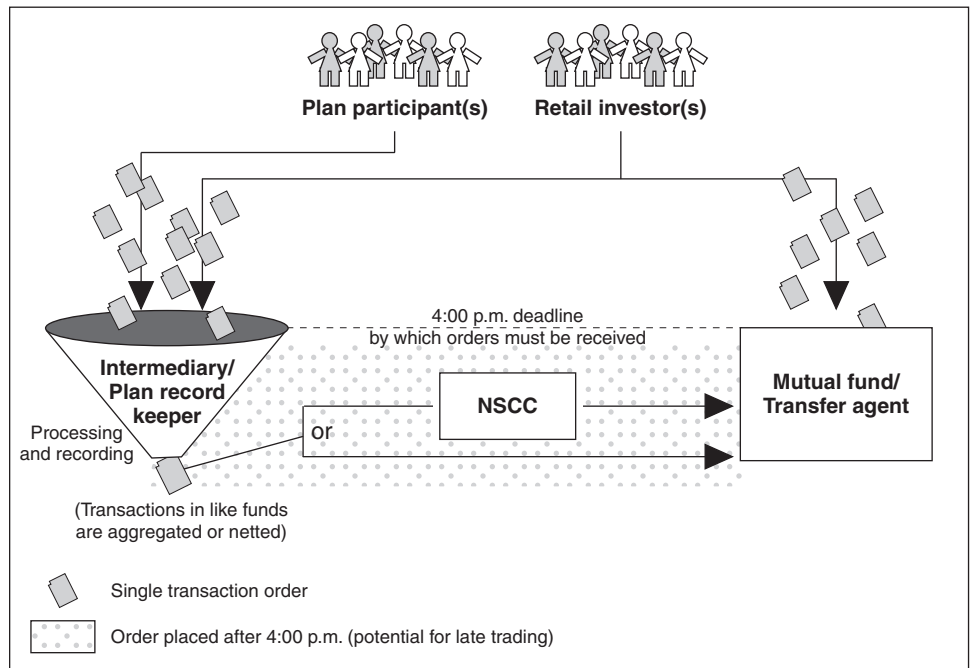 Plan participant(s)
Retail investor(s)
4:00 p.m. deadline
by which orders must be received
Intermediary/
Plan record
keeper
Processing
and recording
or
NSCC
Mutual fund/
Transfer agent
(Transactions in like funds
are aggregated or netted)
Single transaction order
Order placed after 4:00 p.m. (potential for late trading)